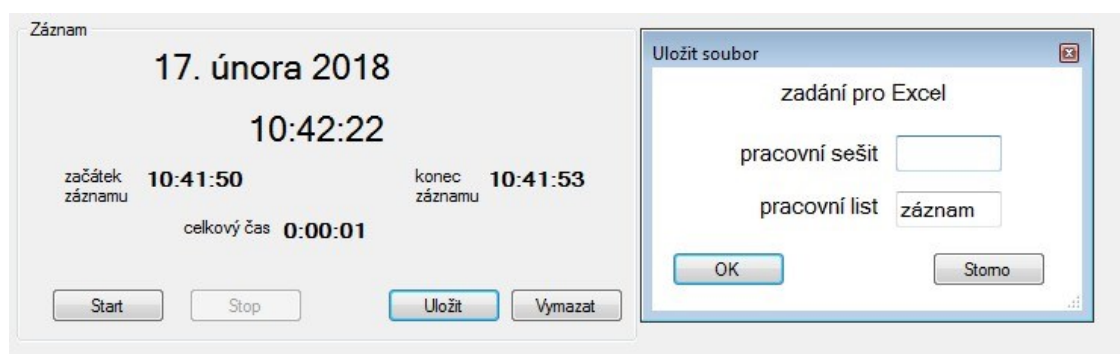 Záznam
17. února 2018
10:42:22
začátek záznamu 10:41:50
konec záznamu 10:41:53
celkový čas 0:00:01
Start Stop Uložit Vymazat
Uložit soubor
zadání pro Excel
pracovní sešit
pracovní list záznam
OK Storno